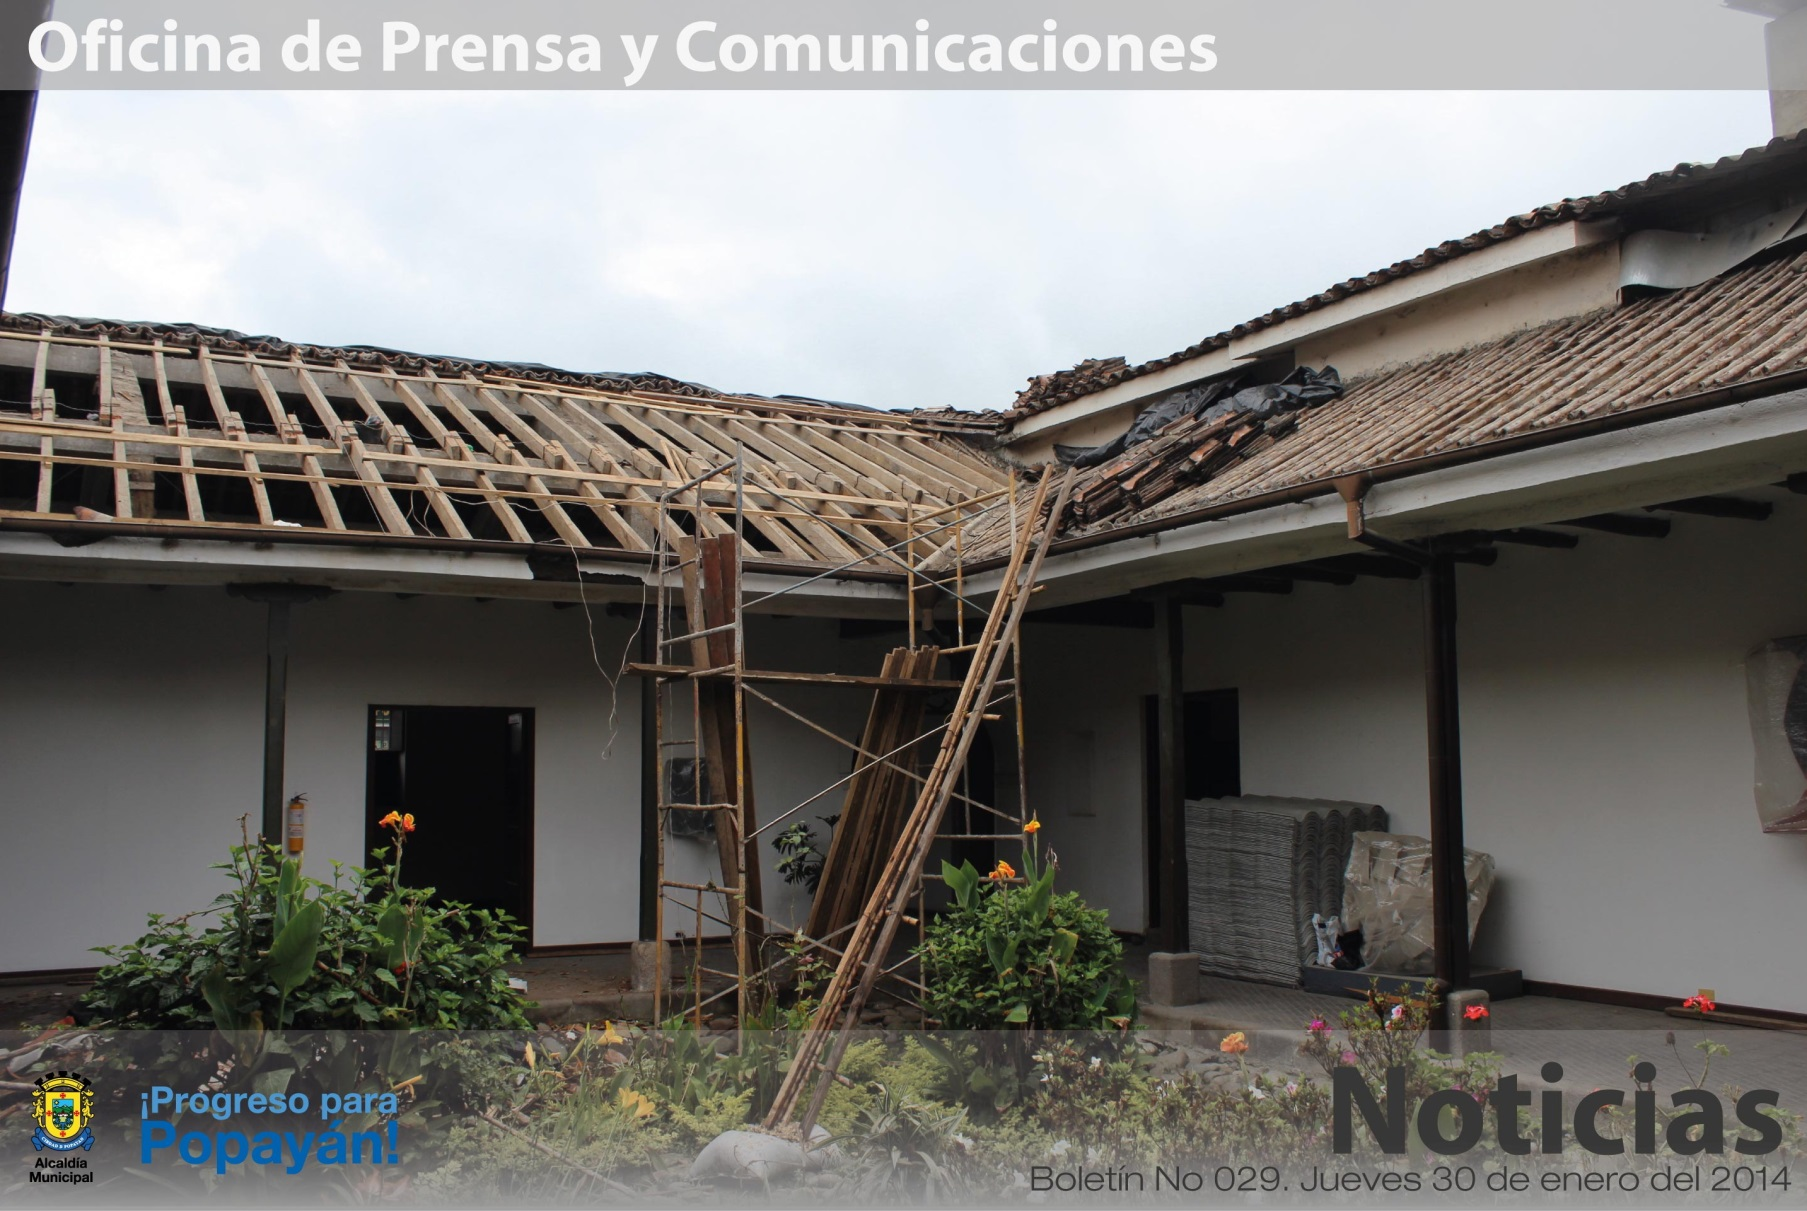 Oficina de Prensa y Comunicaciones
¡Progreso para
Popayán!
Alcaldía
Municipal
Noticias
Boletín No 029. Jueves 30 de enero del 2014